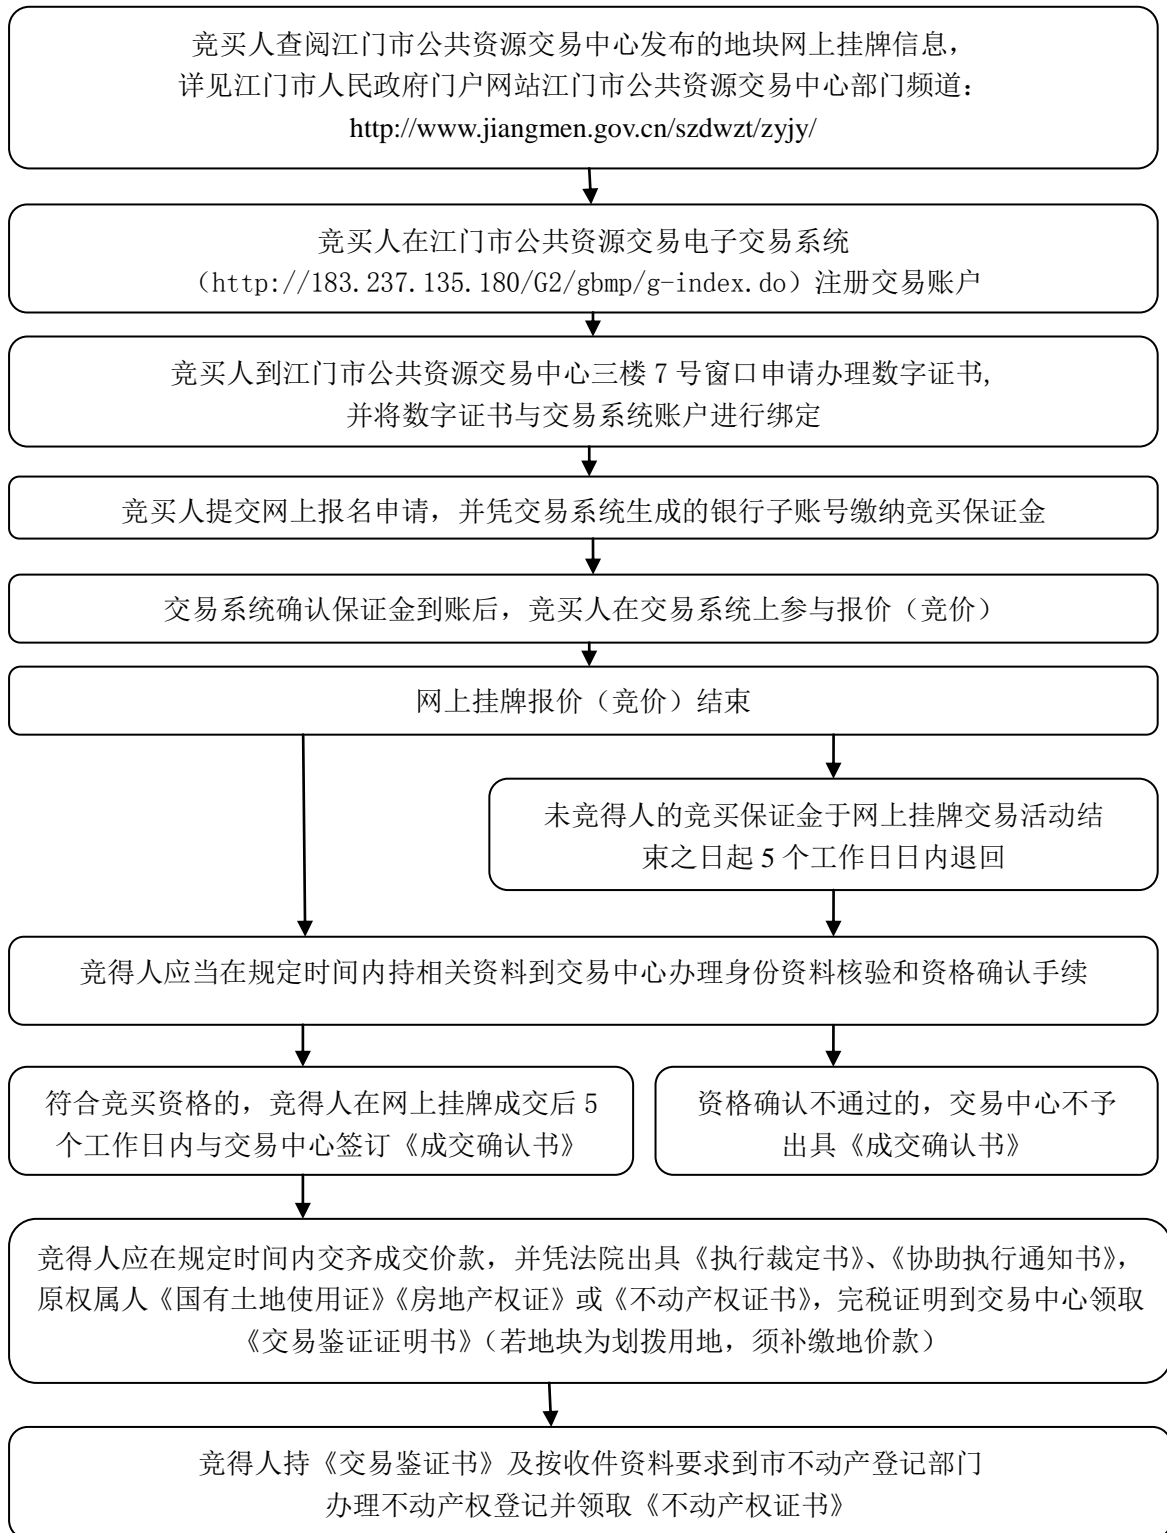 竞买人查阅江门市公共资源交易中心发布的地块网上挂牌信息，
详见江门市人民政府门户网站江门市公共资源交易中心部门频道：
http://www.jiangmen.gov.cn/szdwzt/zyjy/
竞买人在江门市公共资源交易电子交易系统
（http://183.237.135.180/G2/gbmp/g-index.do）注册交易账户
竞买人到江门市公共资源交易中心三楼 7 号窗口申请办理数字证书,
并将数字证书与交易系统账户进行绑定
竞买人提交网上报名申请，并凭交易系统生成的银行子账号缴纳竞买保证金
交易系统确认保证金到账后，竞买人在交易系统上参与报价（竞价）
网上挂牌报价（竞价）结束
未竞得人的竞买保证金于网上挂牌交易活动结
束之日起 5 个工作日日内退回
竞得人应当在规定时间内持相关资料到交易中心办理身份资料核验和资格确认手续
符合竞买资格的，竞得人在网上挂牌成交后 5
个工作日内与交易中心签订《成交确认书》
资格确认不通过的，交易中心不予
出具《成交确认书》
竞得人应在规定时间内交齐成交价款，并凭法院出具《执行裁定书》、《协助执行通知书》，
原权属人《国有土地使用证》《房地产权证》或《不动产权证书》，完税证明到交易中心领取
《交易鉴证证明书》（若地块为划拨用地，须补缴地价款）
竞得人持《交易鉴证书》及按收件资料要求到市不动产登记部门
办理不动产权登记并领取《不动产权证书》